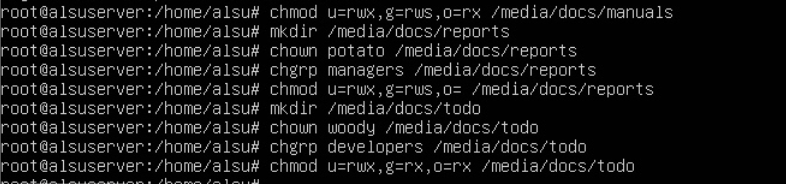 root@alsuserver:/home/alsu# chmod u=rwx,g=rws,o=rx /media/docs/manuals
root@alsuserver:/home/alsu# mkdir /media/docs/reports
root@alsuserver:/home/alsu# chown potato /media/docs/reports
root@alsuserver:/home/alsu# chgrp managers /media/docs/reports
root@alsuserver:/home/alsu# chmod u=rwx,g=rws,o= /media/docs/reports
root@alsuserver:/home/alsu# mkdir /media/docs/todo
root@alsuserver:/home/alsu# chown woody /media/docs/todo
root@alsuserver:/home/alsu# chgrp developers /media/docs/todo
root@alsuserver:/home/alsu# chmod u=rwx,g=rx,o=rx /media/docs/todo